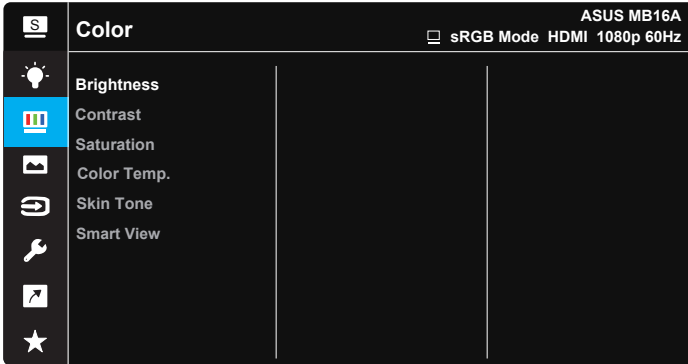 S
Color
ASUS MB16A
sRGB Mode HDMI 1080p 60Hz
Brightness
Contrast
Saturation
Color Temp.
Skin Tone
Smart View